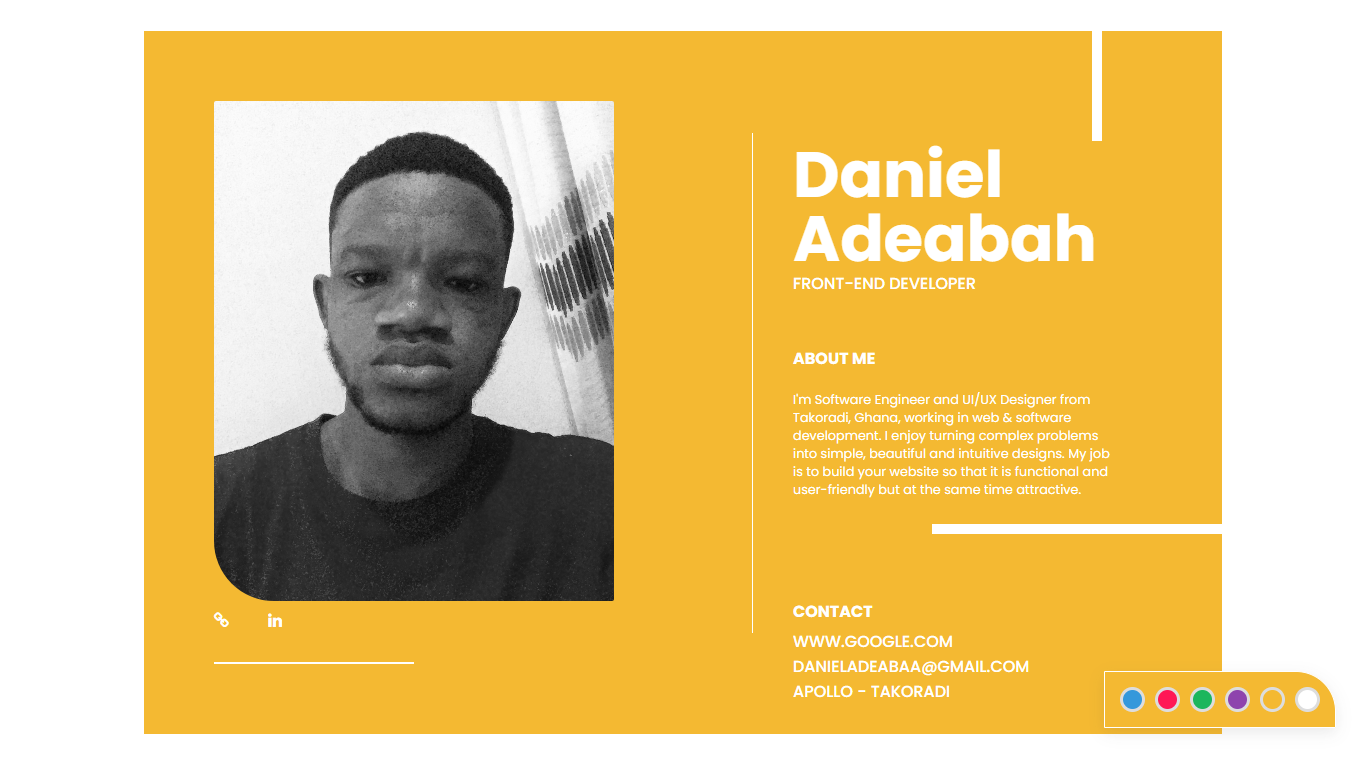 Daniel
Adeabah
FRONT-END DEVELOPER
ABOUT ME
I'm Software Engineer and UI/UX Designer from
Takoradi, Ghana, working in web & software
development. I enjoy turning complex problems
into simple, beautiful and intuitive designs. My job
is to build your website so that it is functional and
user-friendly but at the same time attractive.
in
CONTACT
WWW.GOOGLE.COM
DANIELADEABAA@GMAIL.COM
APOLLO - TAKORADI